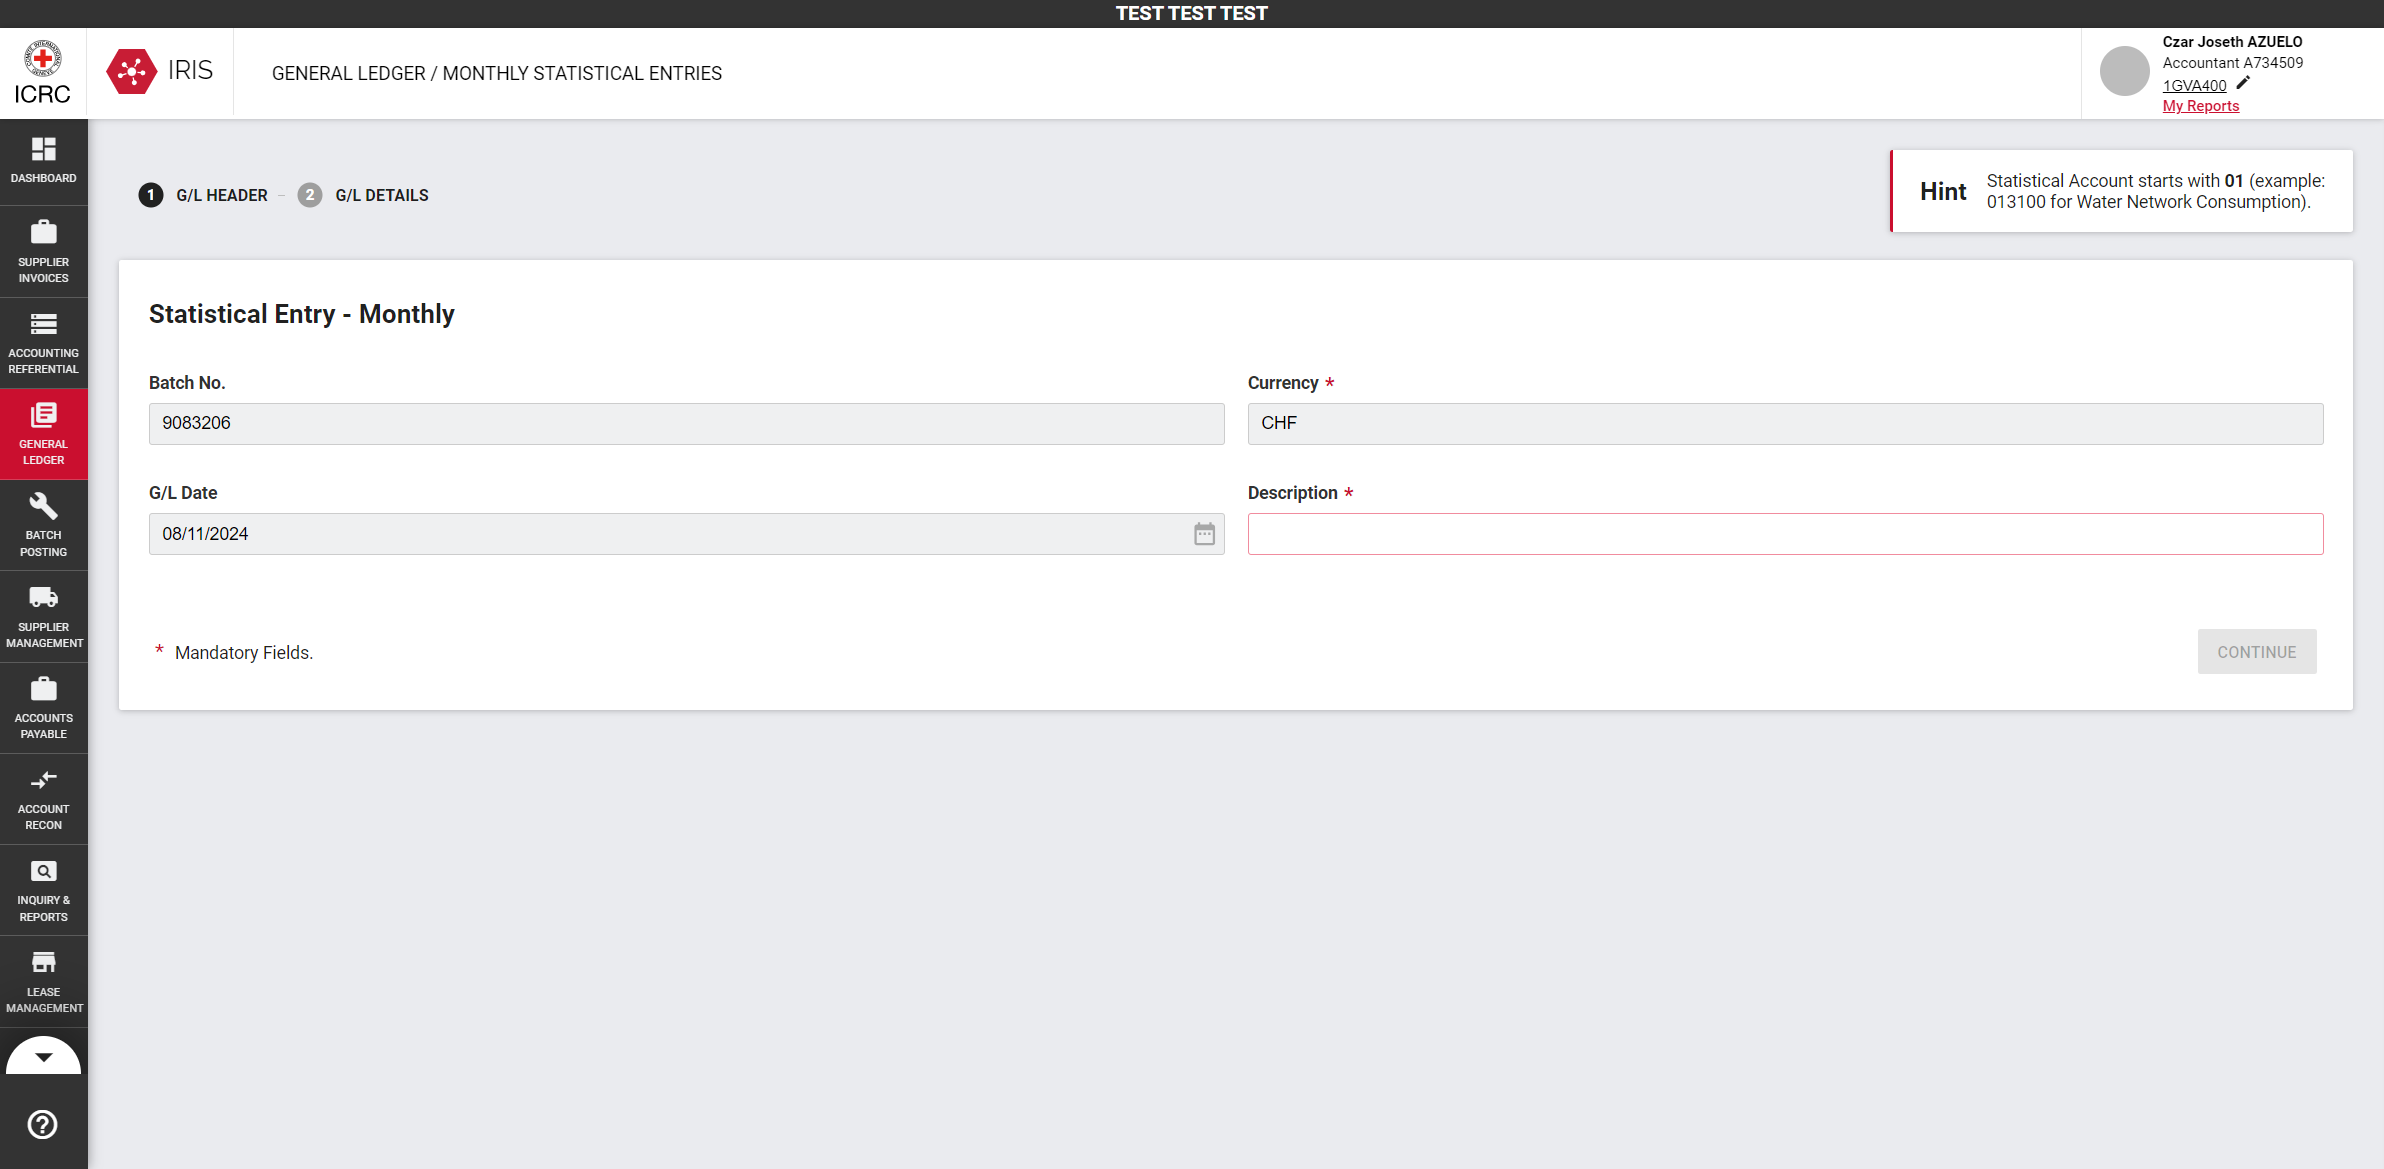 TEST TEST TEST
ICRC
IRIS
GENERAL LEDGER / MONTHLY STATISTICAL ENTRIES
Czar Joseth AZUELO
Accountant A734509
1GVA400
My Reports
DASHBOARD
SUPPLIER
INVOICES
ACCOUNTING
REFERENTIAL
GENERAL
LEDGER
BATCH
POSTING
SUPPLIER
MANAGEMENT
ACCOUNTS
PAYABLE
ACCOUNT
RECON
INQUIRY &
REPORTS
LEASE
MANAGEMENT
1 G/L HEADER – 2 G/L DETAILS
Hint
Statistical Account starts with 01 (example:
013100 for Water Network Consumption).
Statistical Entry - Monthly
Batch No.
9083206
Currency *
CHF
G/L Date
08/11/2024
Description *
* Mandatory Fields.
CONTINUE